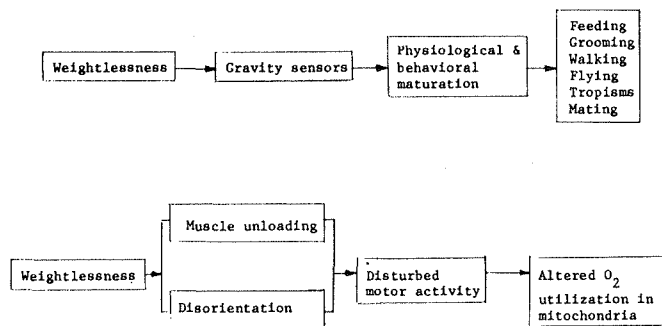 Weightlessness
Gravity sensors
Physiological &
behavioral
maturation
Feeding
Grooming
Walking
Flying
Tropisms
Mating
Weightlessness
Muscle unloading
Disorientation
Disturbed
motor activity
Altered O2
utilization in
mitochondria